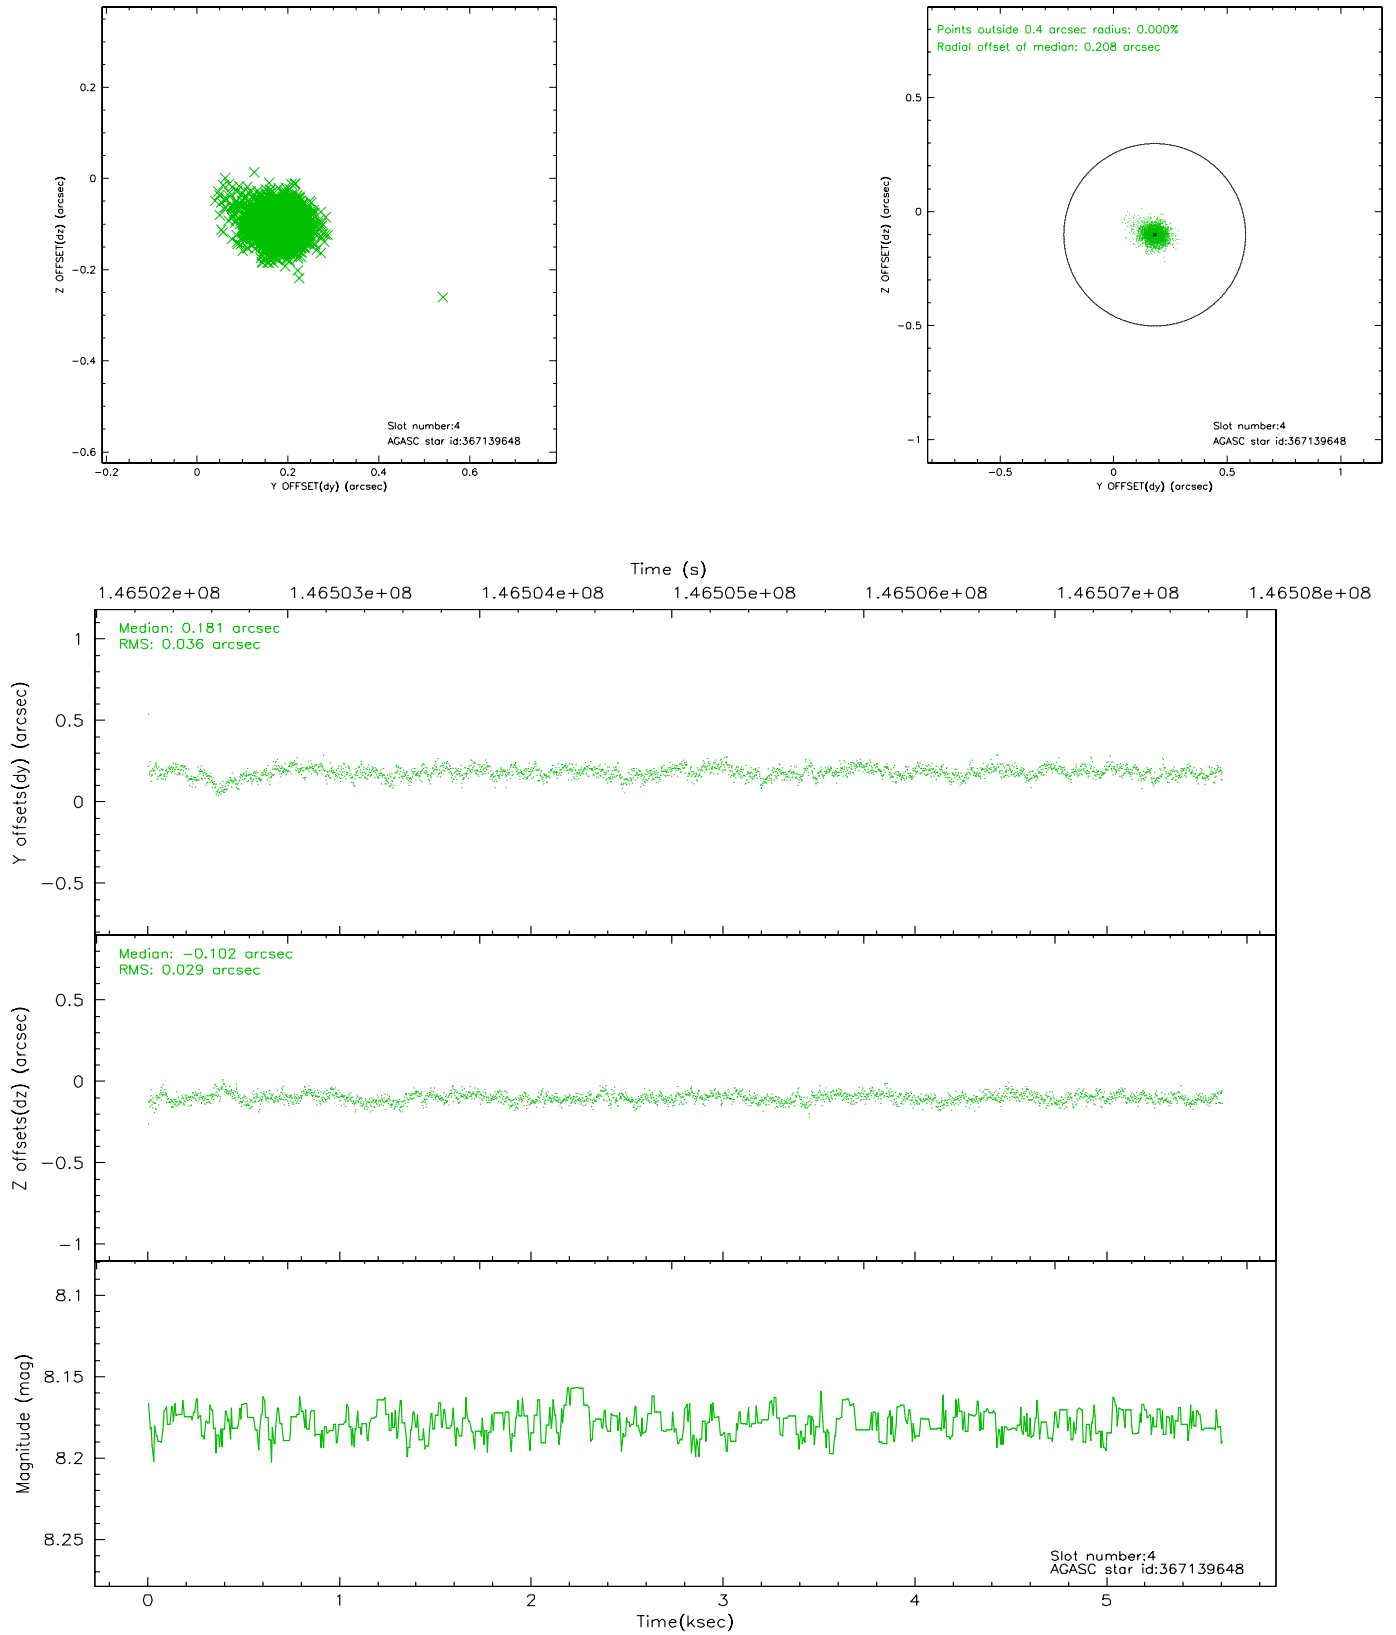 0.2
0
−0.2
−0.4
−0.6
−0.2 0 0.2 0.4 0.6
Z OFFSET(dz) (arcsec)
Y OFFSET(dy) (arcsec)
Slot number:4
AGASC star id:367139648
Points outside 0.4 arcsec radius: 0.000%
Radial offset of median: 0.208 arcsec
0.5
0
−0.5
−1
−0.5 0 0.5 1
Z OFFSET(dz) (arcsec)
Y OFFSET(dy) (arcsec)
Slot number:4
AGASC star id:367139648
Time (s)
1.46502e+08 1.46503e+08 1.46504e+08 1.46505e+08 1.46506e+08 1.46507e+08 1.46508e+08
Median: 0.181 arcsec
RMS: 0.036 arcsec
1
0.5
0
−0.5
Y offsets(dy) (arcsec)
Median: −0.102 arcsec
RMS: 0.029 arcsec
0.5
0
−0.5
−1
Z offsets(dz) (arcsec)
8.1
8.15
8.2
8.25
Magnitude (mag)
Slot number:4
AGASC star id:367139648
0 1 2 3 4 5
Time(ksec)